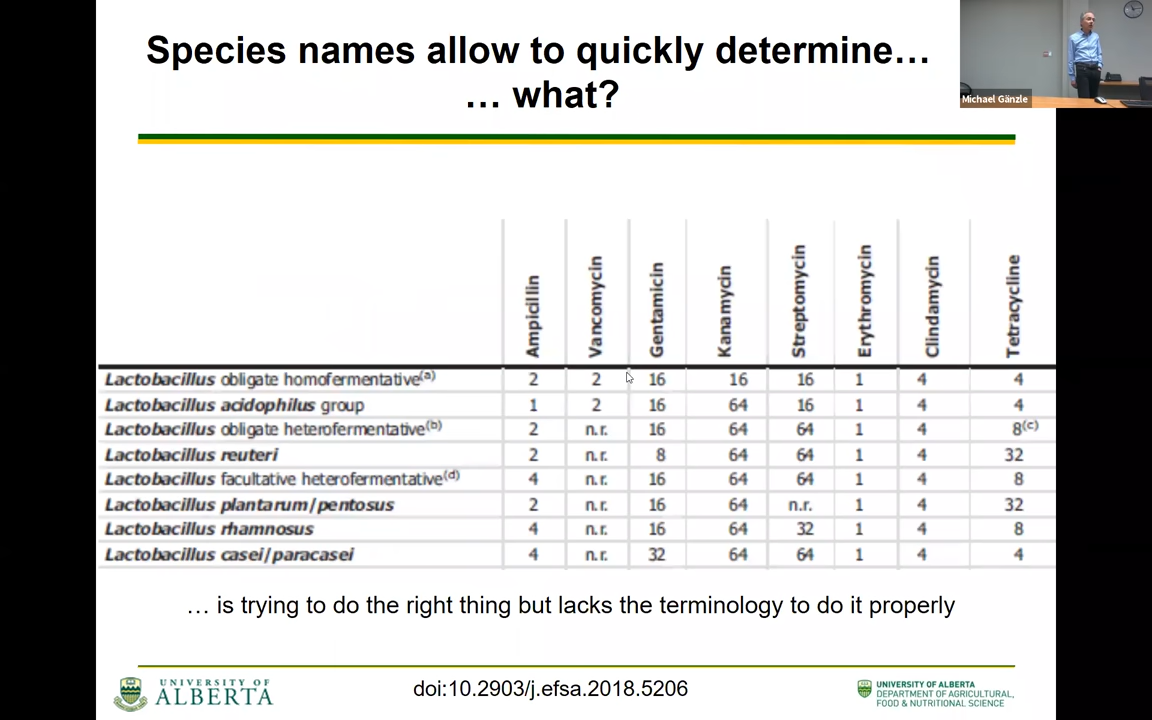 Species names allow to quickly determine…
… what?
Michael Gänzle
Ampicillin Vancomycin Gentamicin Kanamycin Streptomycin Erythromycin Clindamycin Tetracycline
Lactobacillus obligate homofermentative(a) 2 2 16 16 16 1 4 4
Lactobacillus acidophilus group 1 2 16 64 16 1 4 4
Lactobacillus obligate heterofermentative(b) 2 n.r. 16 64 64 1 4 8(c)
Lactobacillus reuteri 2 n.r. 8 64 64 1 4 32
Lactobacillus facultative heterofermentative(d) 4 n.r. 16 64 64 1 4 8
Lactobacillus plantarum/pentosus 2 n.r. 16 64 n.r. 1 4 32
Lactobacillus rhamnosus 4 n.r. 16 64 32 1 4 8
Lactobacillus casei/paracasei 4 n.r. 32 64 64 1 4 4
… is trying to do the right thing but lacks the terminology to do it properly
UNIVERSITY OF
ALBERTA
doi:10.2903/j.efsa.2018.5206
UNIVERSITY OF ALBERTA
DEPARTMENT OF AGRICULTURAL,
FOOD & NUTRITIONAL SCIENCE